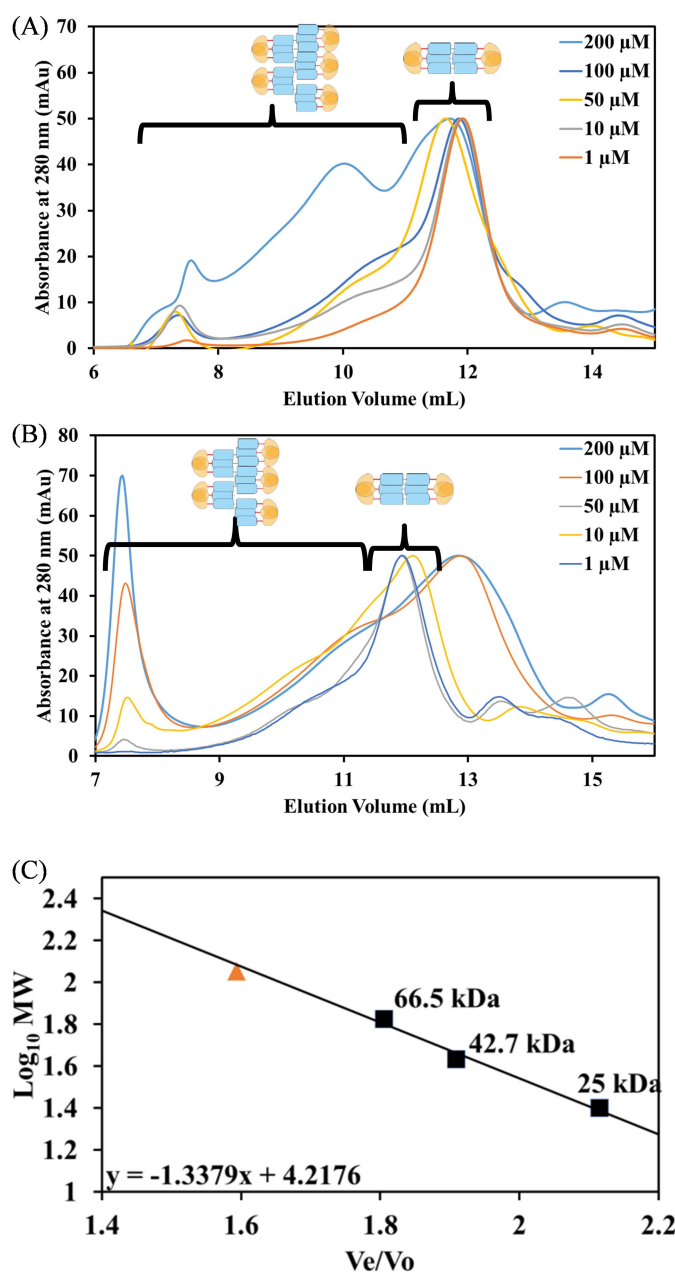 (A)
70
60
50
40
30
20
10
0
Absorbance at 280 nm (mAu)
200 µM
100 µM
50 µM
10 µM
1 µM
6 8 10 12 14
Elution Volume (mL)
(B)
80
70
60
50
40
30
20
10
0
Absorbance at 280 nm (mAu)
200 µM
100 µM
50 µM
10 µM
1 µM
7 9 11 13 15
Elution Volume (mL)
(C)
2.4
2.2
2
1.8
1.6
1.4
1.2
1
Log10 MW
66.5 kDa
42.7 kDa
25 kDa
y = -1.3379x + 4.2176
1.4 1.6 1.8 2 2.2
Ve/Vo